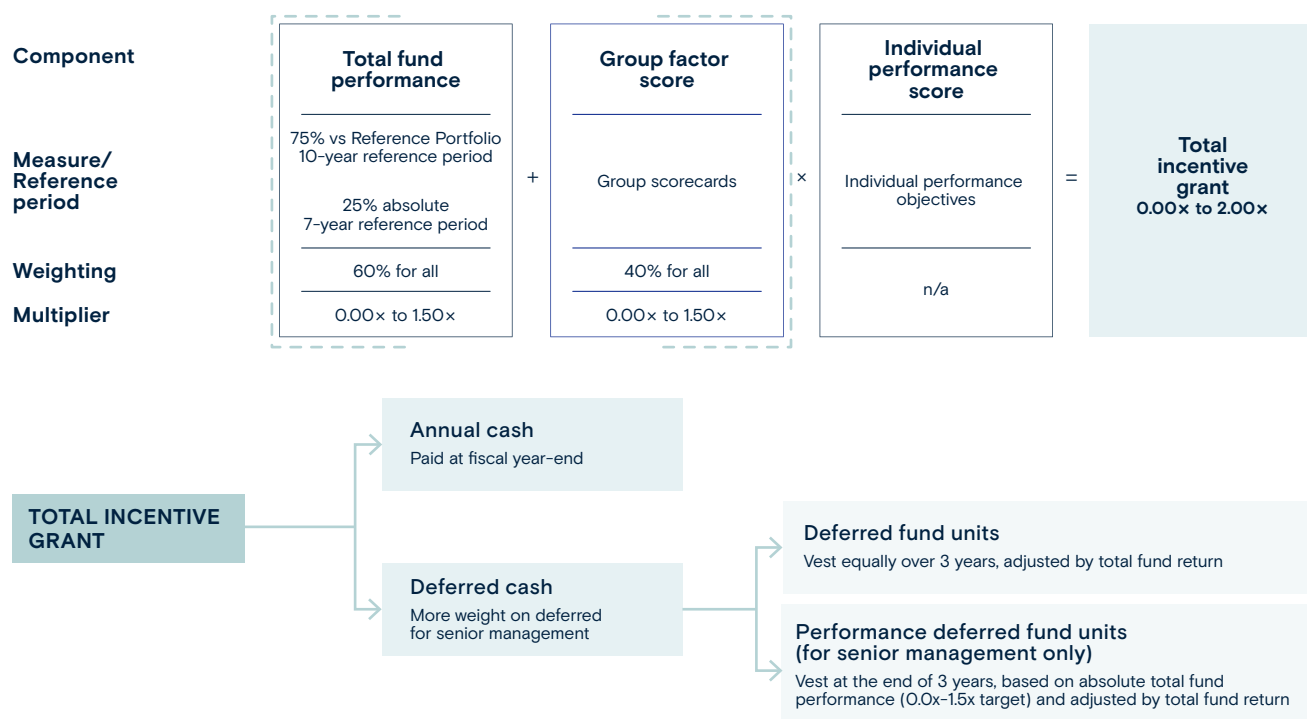 Component
Total fund
performance
Group factor
score
Individual
performance
score
Measure/
Reference
period
75% vs Reference Portfolio
10-year reference period
25% absolute
7-year reference period
+
Group scorecards
×
Individual performance
objectives
=
Total
incentive
grant
0.00× to 2.00×
Weighting
60% for all
40% for all
n/a
Multiplier
0.00× to 1.50×
0.00× to 1.50×
TOTAL INCENTIVE
GRANT
Annual cash
Paid at fiscal year-end
Deferred cash
More weight on deferred
for senior management
Deferred fund units
Vest equally over 3 years, adjusted by total fund return
Performance deferred fund units
(for senior management only)
Vest at the end of 3 years, based on absolute total fund
performance (0.0x-1.5x target) and adjusted by total fund return